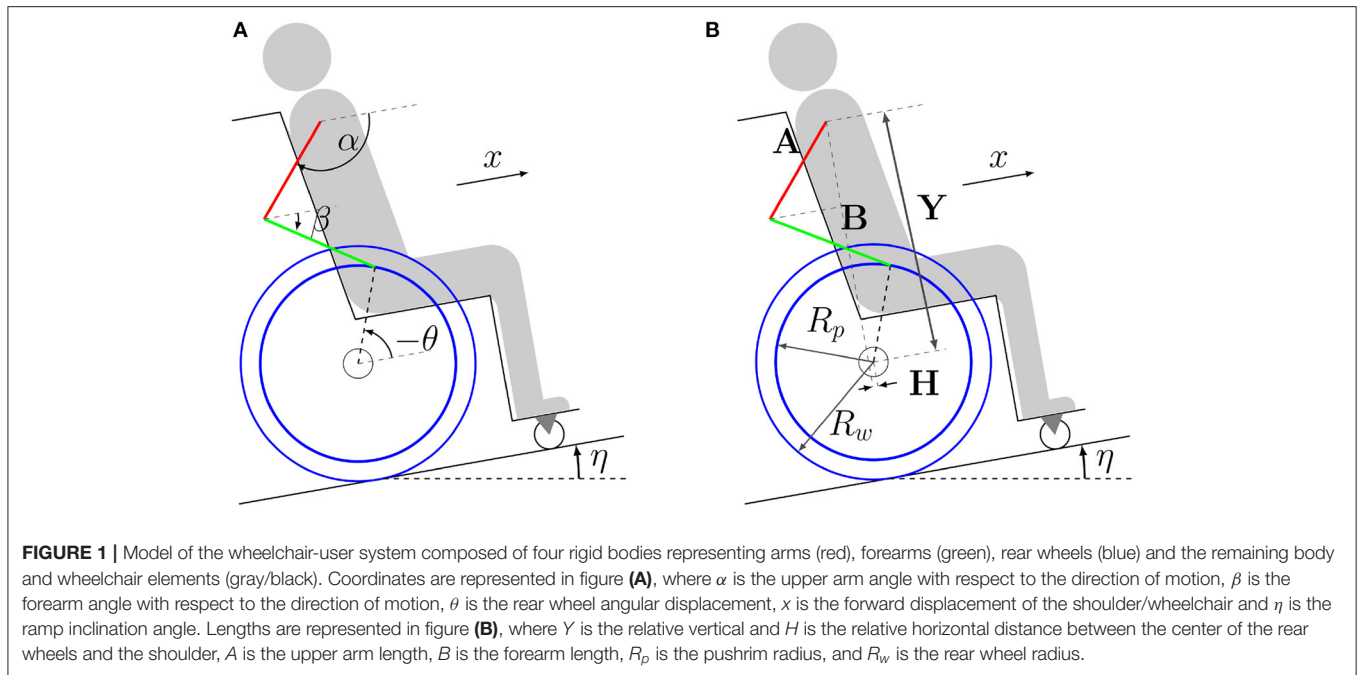 A
B
α
x
β
−θ
η
A
x
B
Y
R_p
H
R_w
η
FIGURE 1 | Model of the wheelchair-user system composed of four rigid bodies representing arms (red), forearms (green), rear wheels (blue) and the remaining body
and wheelchair elements (gray/black). Coordinates are represented in figure (A), where α is the upper arm angle with respect to the direction of motion, β is the
forearm angle with respect to the direction of motion, θ is the rear wheel angular displacement, x is the forward displacement of the shoulder/wheelchair and η is the
ramp inclination angle. Lengths are represented in figure (B), where Y is the relative vertical and H is the relative horizontal distance between the center of the rear
wheels and the shoulder, A is the upper arm length, B is the forearm length, R_p is the pushrim radius, and R_w is the rear wheel radius.